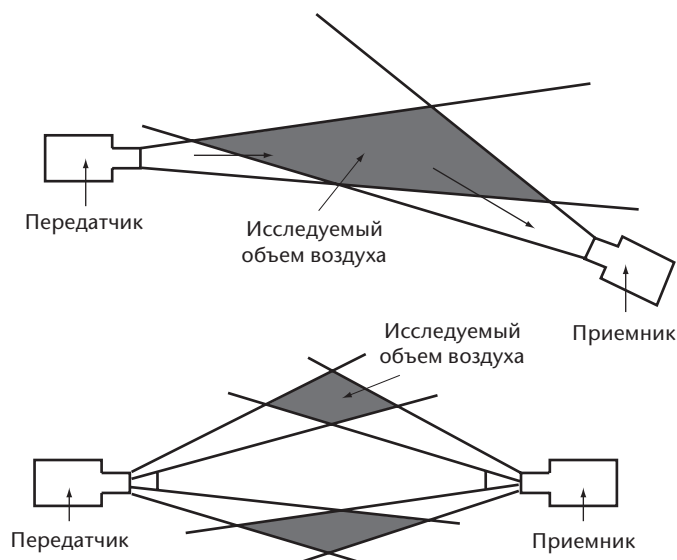 Передатчик
Исследуемый
объем воздуха
Приемник
Исследуемый
объем воздуха
Передатчик
Приемник